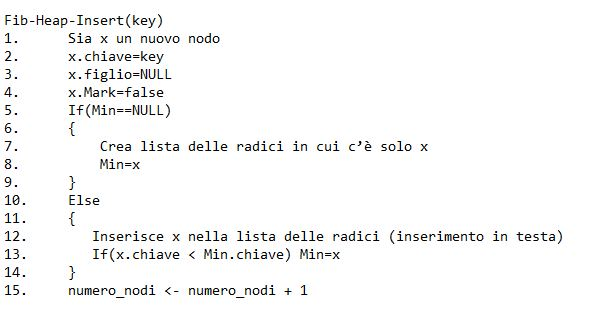 Fib-Heap-Insert(key)
1. Sia x un nuovo nodo
2. x.chiave=key
3. x.figlio=NULL
4. x.Mark=false
5. If(Min==NULL)
6. {
7. Crea lista delle radici in cui c’è solo x
8. Min=x
9. }
10. Else
11. {
12. Inserisce x nella lista delle radici (inserimento in testa)
13. If(x.chiave < Min.chiave) Min=x
14. }
15. numero_nodi <- numero_nodi + 1